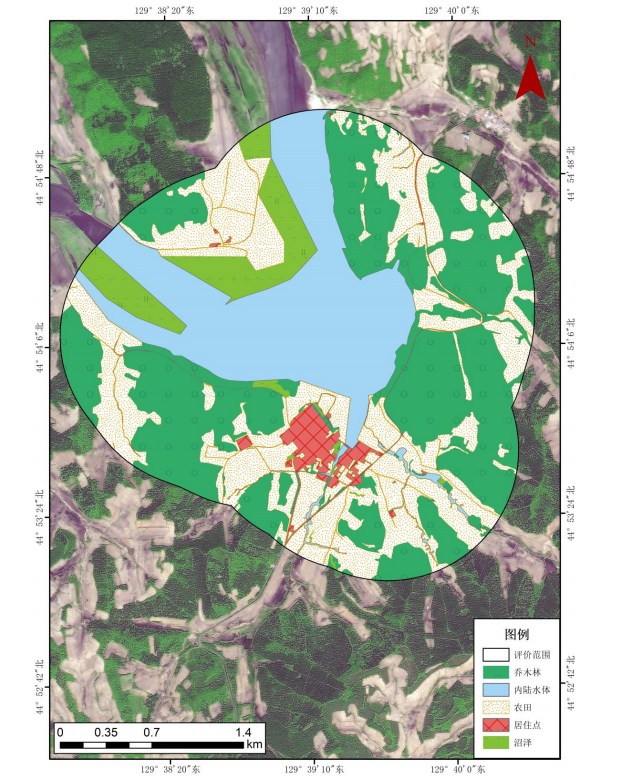 129° 38′20″东
129° 39′10″东
129° 40′0″东
N
44° 54′48″北
44° 54′48″北
44° 54′6″北
44° 54′6″北
44° 53′24″北
44° 53′24″北
44° 52′42″北
44° 52′42″北
图例
评价范围
乔木林
内陆水体
农田
居住点
沼泽
0 0.35 0.7 1.4
km
129° 38′20″东
129° 39′10″东
129° 40′0″东